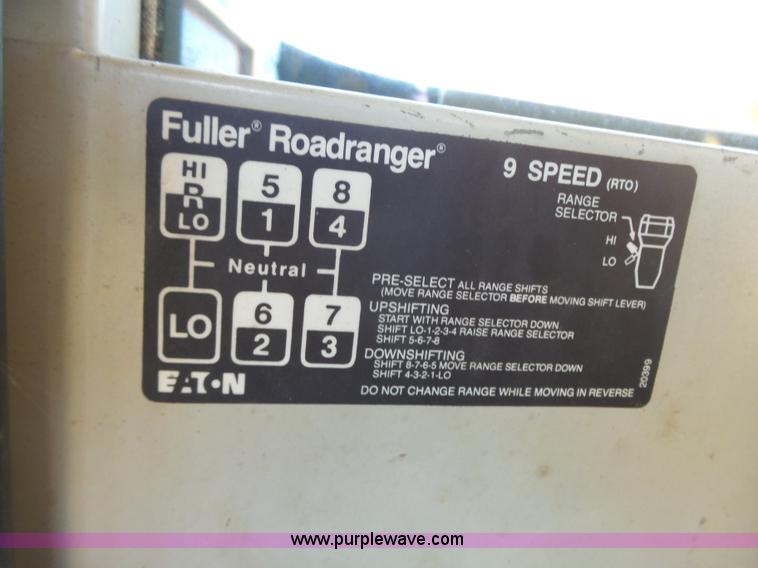 Fuller® Roadranger®
9 SPEED (RTO)
HI
R
LO
5
1
8
4
RANGE
SELECTOR
HI
LO
Neutral
LO
6
2
7
3
PRE-SELECT ALL RANGE SHIFTS
(MOVE RANGE SELECTOR BEFORE MOVING SHIFT LEVER)
UPSHIFTING
START WITH RANGE SELECTOR DOWN
SHIFT LO-1-2-3-4 RAISE RANGE SELECTOR
SHIFT 5-6-7-8
DOWNSHIFTING
SHIFT 8-7-6-5 MOVE RANGE SELECTOR DOWN
SHIFT 4-3-2-1-LO
EATON
DO NOT CHANGE RANGE WHILE MOVING IN REVERSE
20399
www.purplewave.com